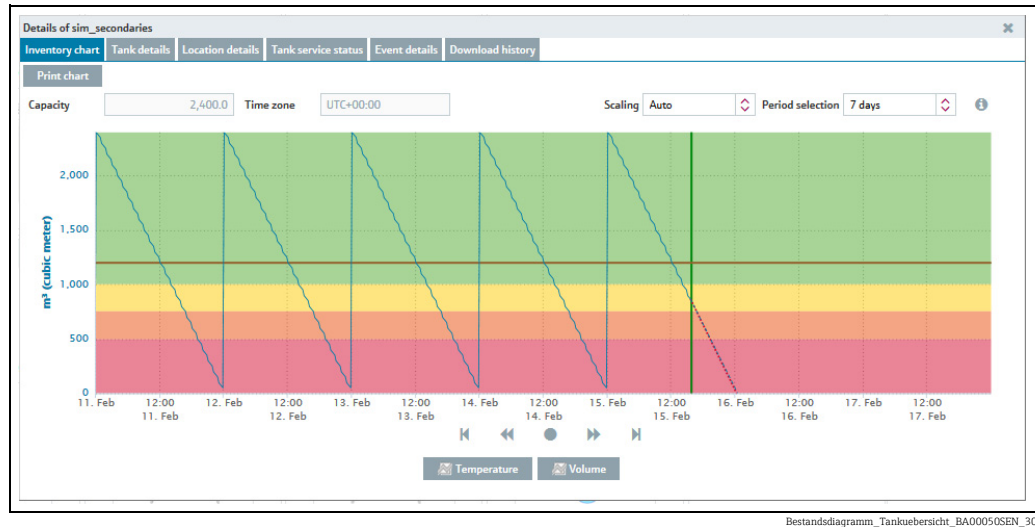 Details of sim_secondaries
Inventory chart Tank details Location details Tank service status Event details Download history
Print chart
Capacity 2,400.0 Time zone UTC+00:00 Scaling Auto Period selection 7 days
m³ (cubic meter)
2,000
1,500
1,000
500
0
11. Feb 12:00 12. Feb 12:00 13. Feb 12:00 14. Feb 12:00 15. Feb 12:00 16. Feb 12:00 17. Feb 12:00
11. Feb 12. Feb 13. Feb 14. Feb 15. Feb 16. Feb 17. Feb
Temperature Volume